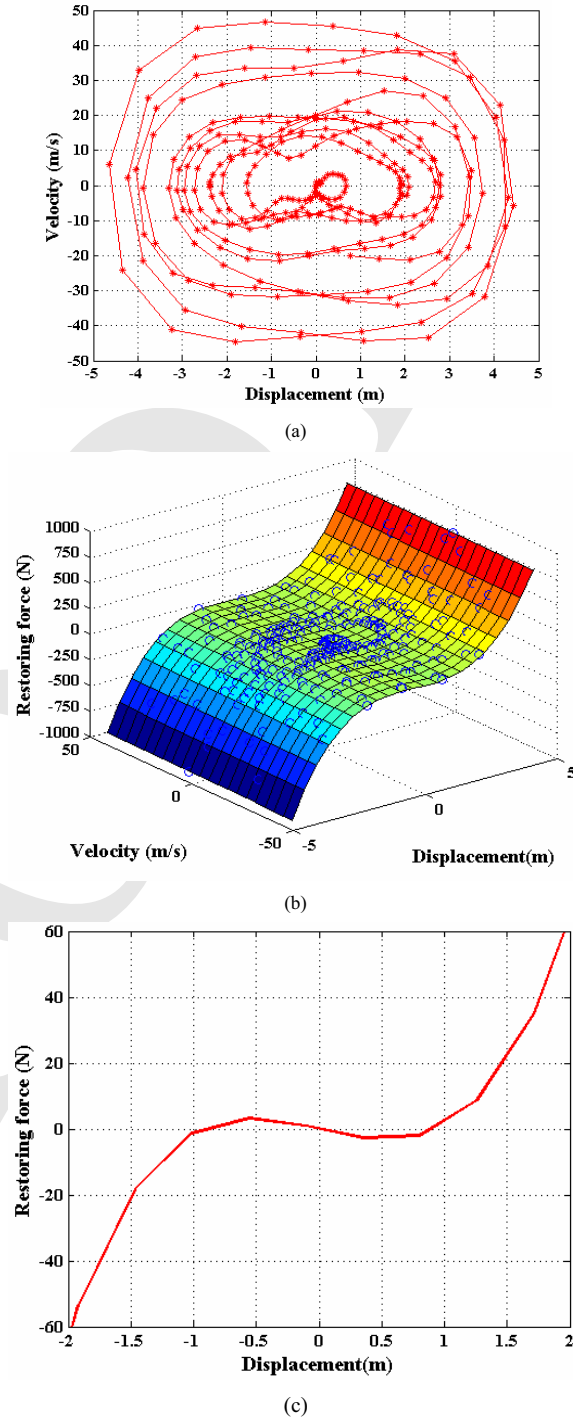 50
40
30
20
10
0
-10
-20
-30
-40
-50
Velocity (m/s)
-5 -4 -3 -2 -1 0 1 2 3 4 5
Displacement (m)
(a)
1000
750
500
250
0
-250
-500
-750
-1000
Restoring force (N)
50
0
-50
Velocity (m/s)
-5
0
5
Displacement(m)
(b)
60
40
20
0
-20
-40
-60
Restoring force (N)
-2 -1.5 -1 -0.5 0 0.5 1 1.5 2
Displacement(m)
(c)